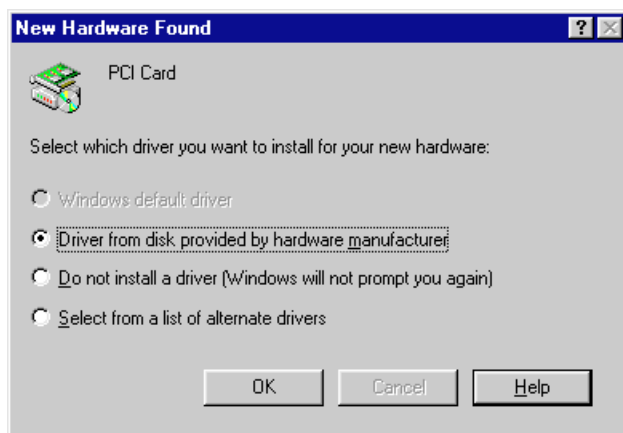 New Hardware Found
PCI Card
Select which driver you want to install for your new hardware:
Windows default driver
Driver from disk provided by hardware manufacturer
Do not install a driver (Windows will not prompt you again)
Select from a list of alternate drivers
OK Cancel Help